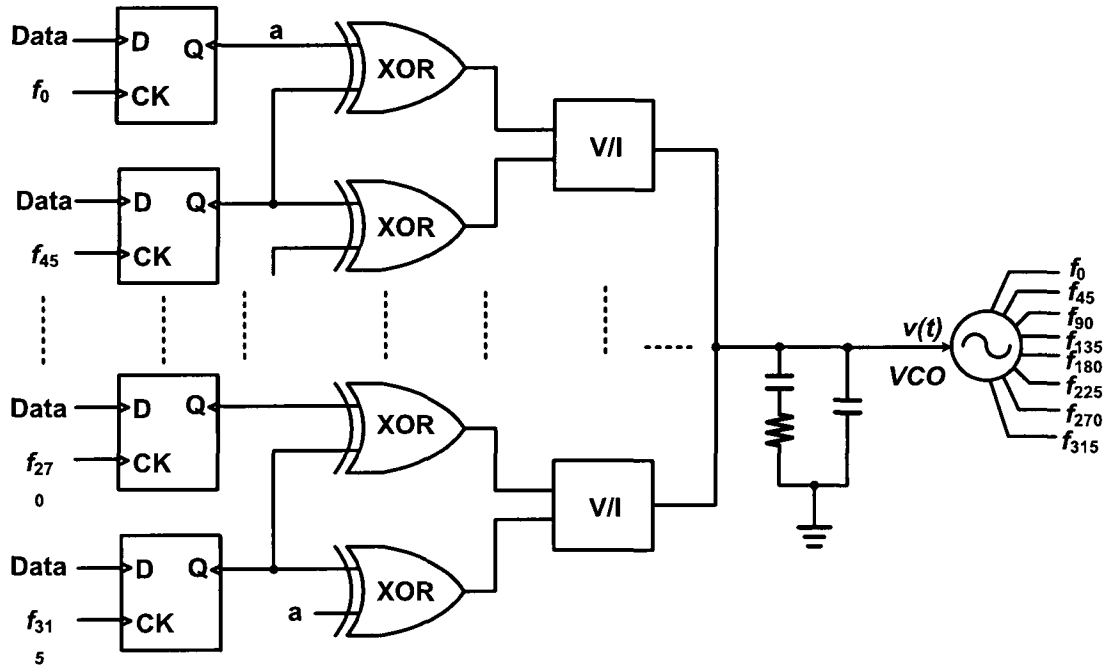 Data
D
Q
a
XOR
f0
CK
V/I
Data
D
Q
XOR
f45
CK
f0
f45
f90
f135
f180
f225
f270
f315
v(t)
VCO
Data
D
Q
XOR
f27
0
CK
V/I
Data
D
Q
XOR
a
f31
5
CK